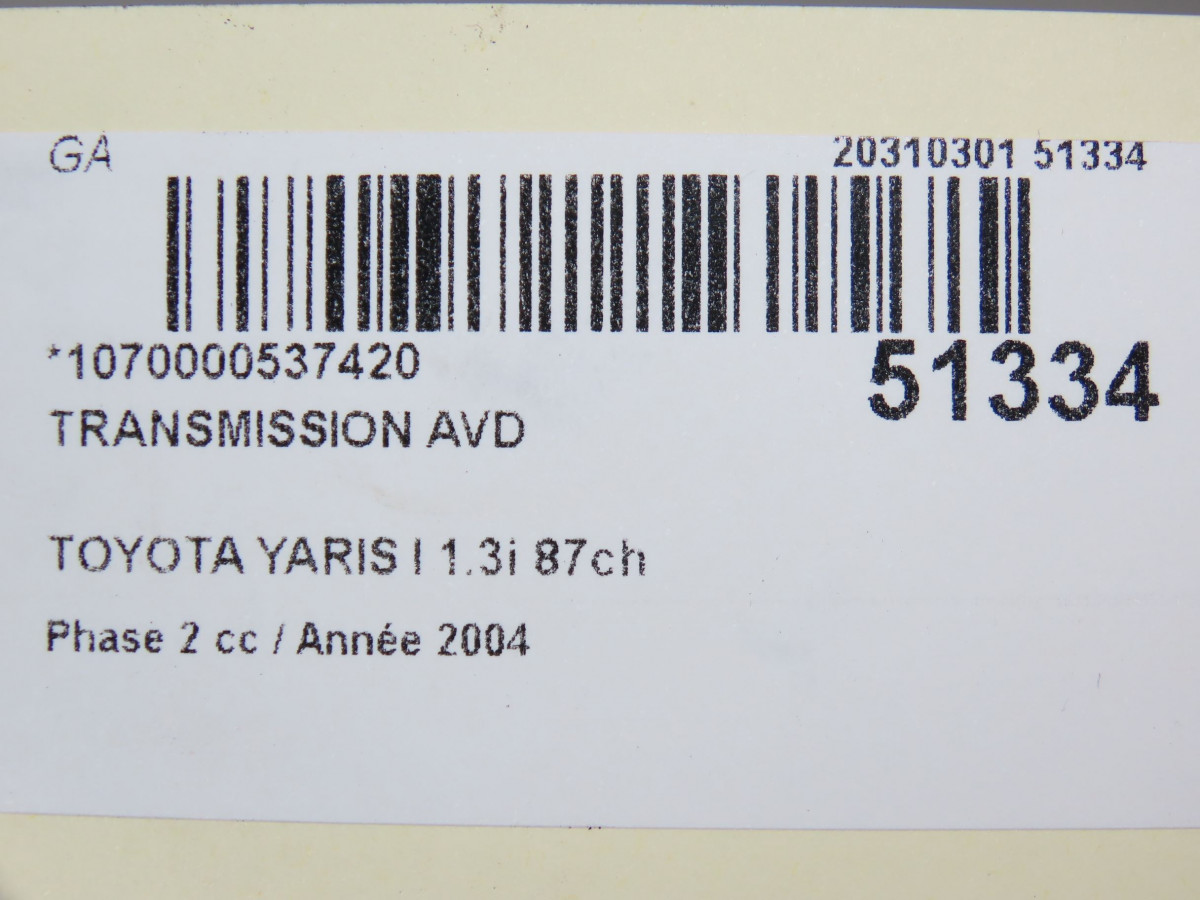 GA 20310301 51334
*1070000537420 51334
TRANSMISSION AVD
TOYOTA YARIS I 1.3i 87ch
Phase 2 cc / Année 2004